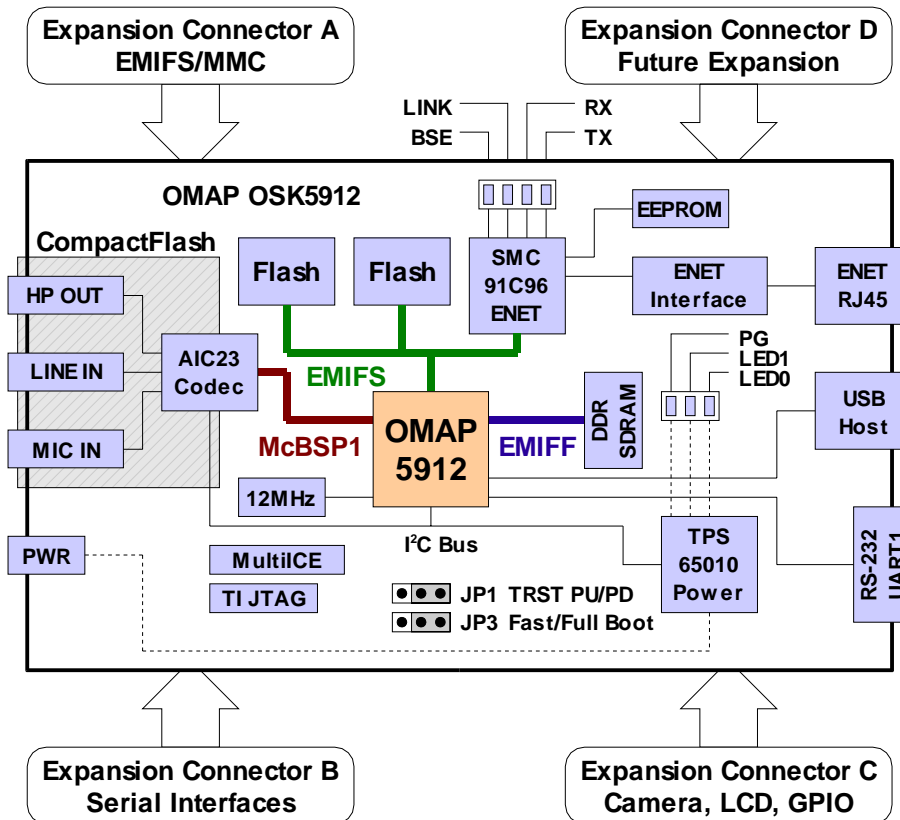 Expansion Connector A
EMIFS/MMC
Expansion Connector D
Future Expansion
LINK
RX
BSE
TX
OMAP OSK5912
EEPROM
CompactFlash
Flash
Flash
SMC
91C96
ENET
ENET
Interface
ENET
RJ45
HP OUT
PG
LED1
LED0
AIC23
Codec
LINE IN
EMIFS
DDR
SDRAM
USB
Host
OMAP
5912
McBSP1
EMIFF
MIC IN
12MHz
I²C Bus
TPS
65010
Power
RS-232
UART1
PWR
MultiICE
TI JTAG
JP1 TRST PU/PD
JP3 Fast/Full Boot
Expansion Connector B
Serial Interfaces
Expansion Connector C
Camera, LCD, GPIO